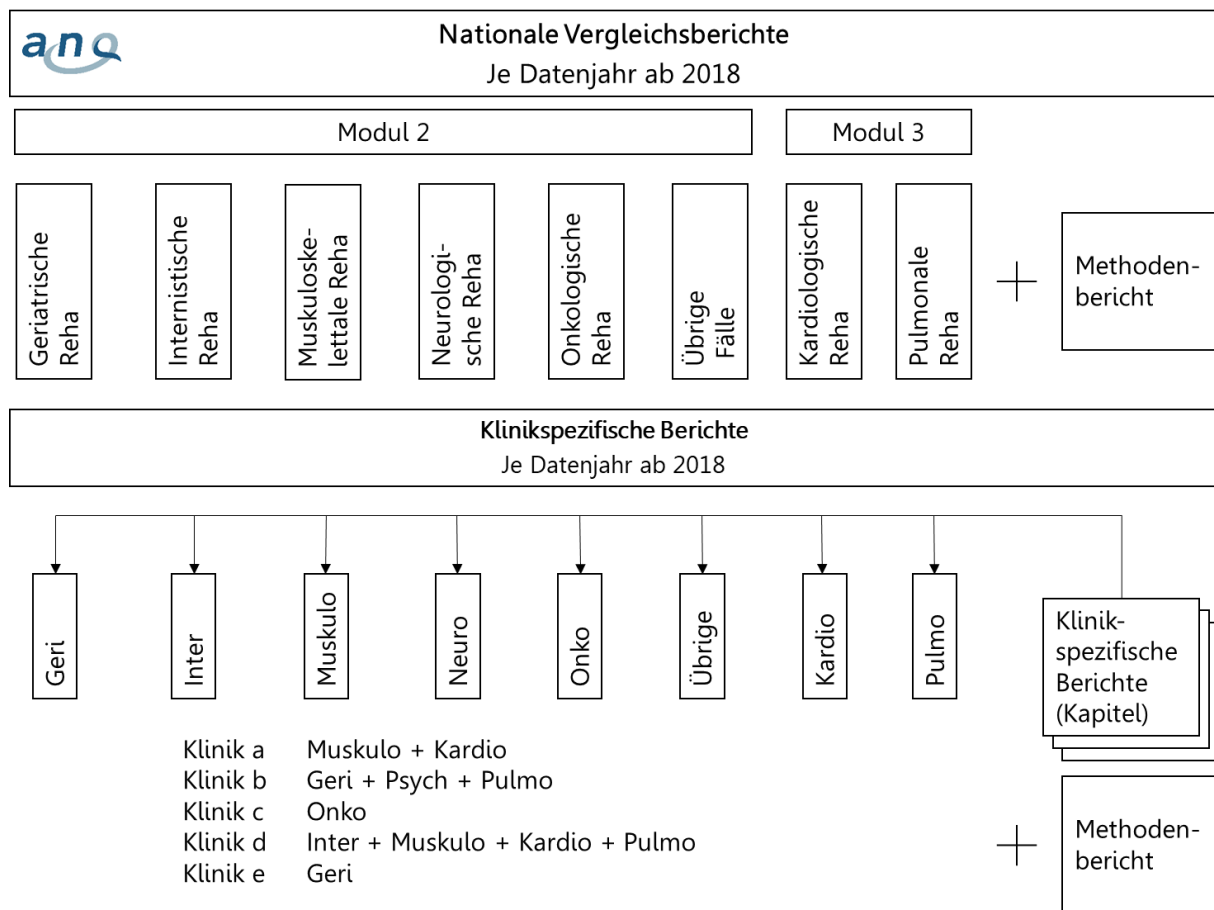 anq
Nationale Vergleichsberichte
Je Datenjahr ab 2018
Modul 2
Modul 3
Geriatrische
Reha
Internistische
Reha
Muskuloske-
lettale Reha
Neurologi-
sche Reha
Onkologische
Reha
Übrige
Fälle
Kardiologische
Reha
Pulmonale
Reha
Methoden-
bericht
Klinikspezifische Berichte
Je Datenjahr ab 2018
Geri
Inter
Muskulo
Neuro
Onko
Übrige
Kardio
Pulmo
Klinik-
spezifische
Berichte
(Kapitel)
Klinik a Muskulo + Kardio
Klinik b Geri + Psych + Pulmo
Klinik c Onko
Klinik d Inter + Muskulo + Kardio + Pulmo
Klinik e Geri
Methoden-
bericht